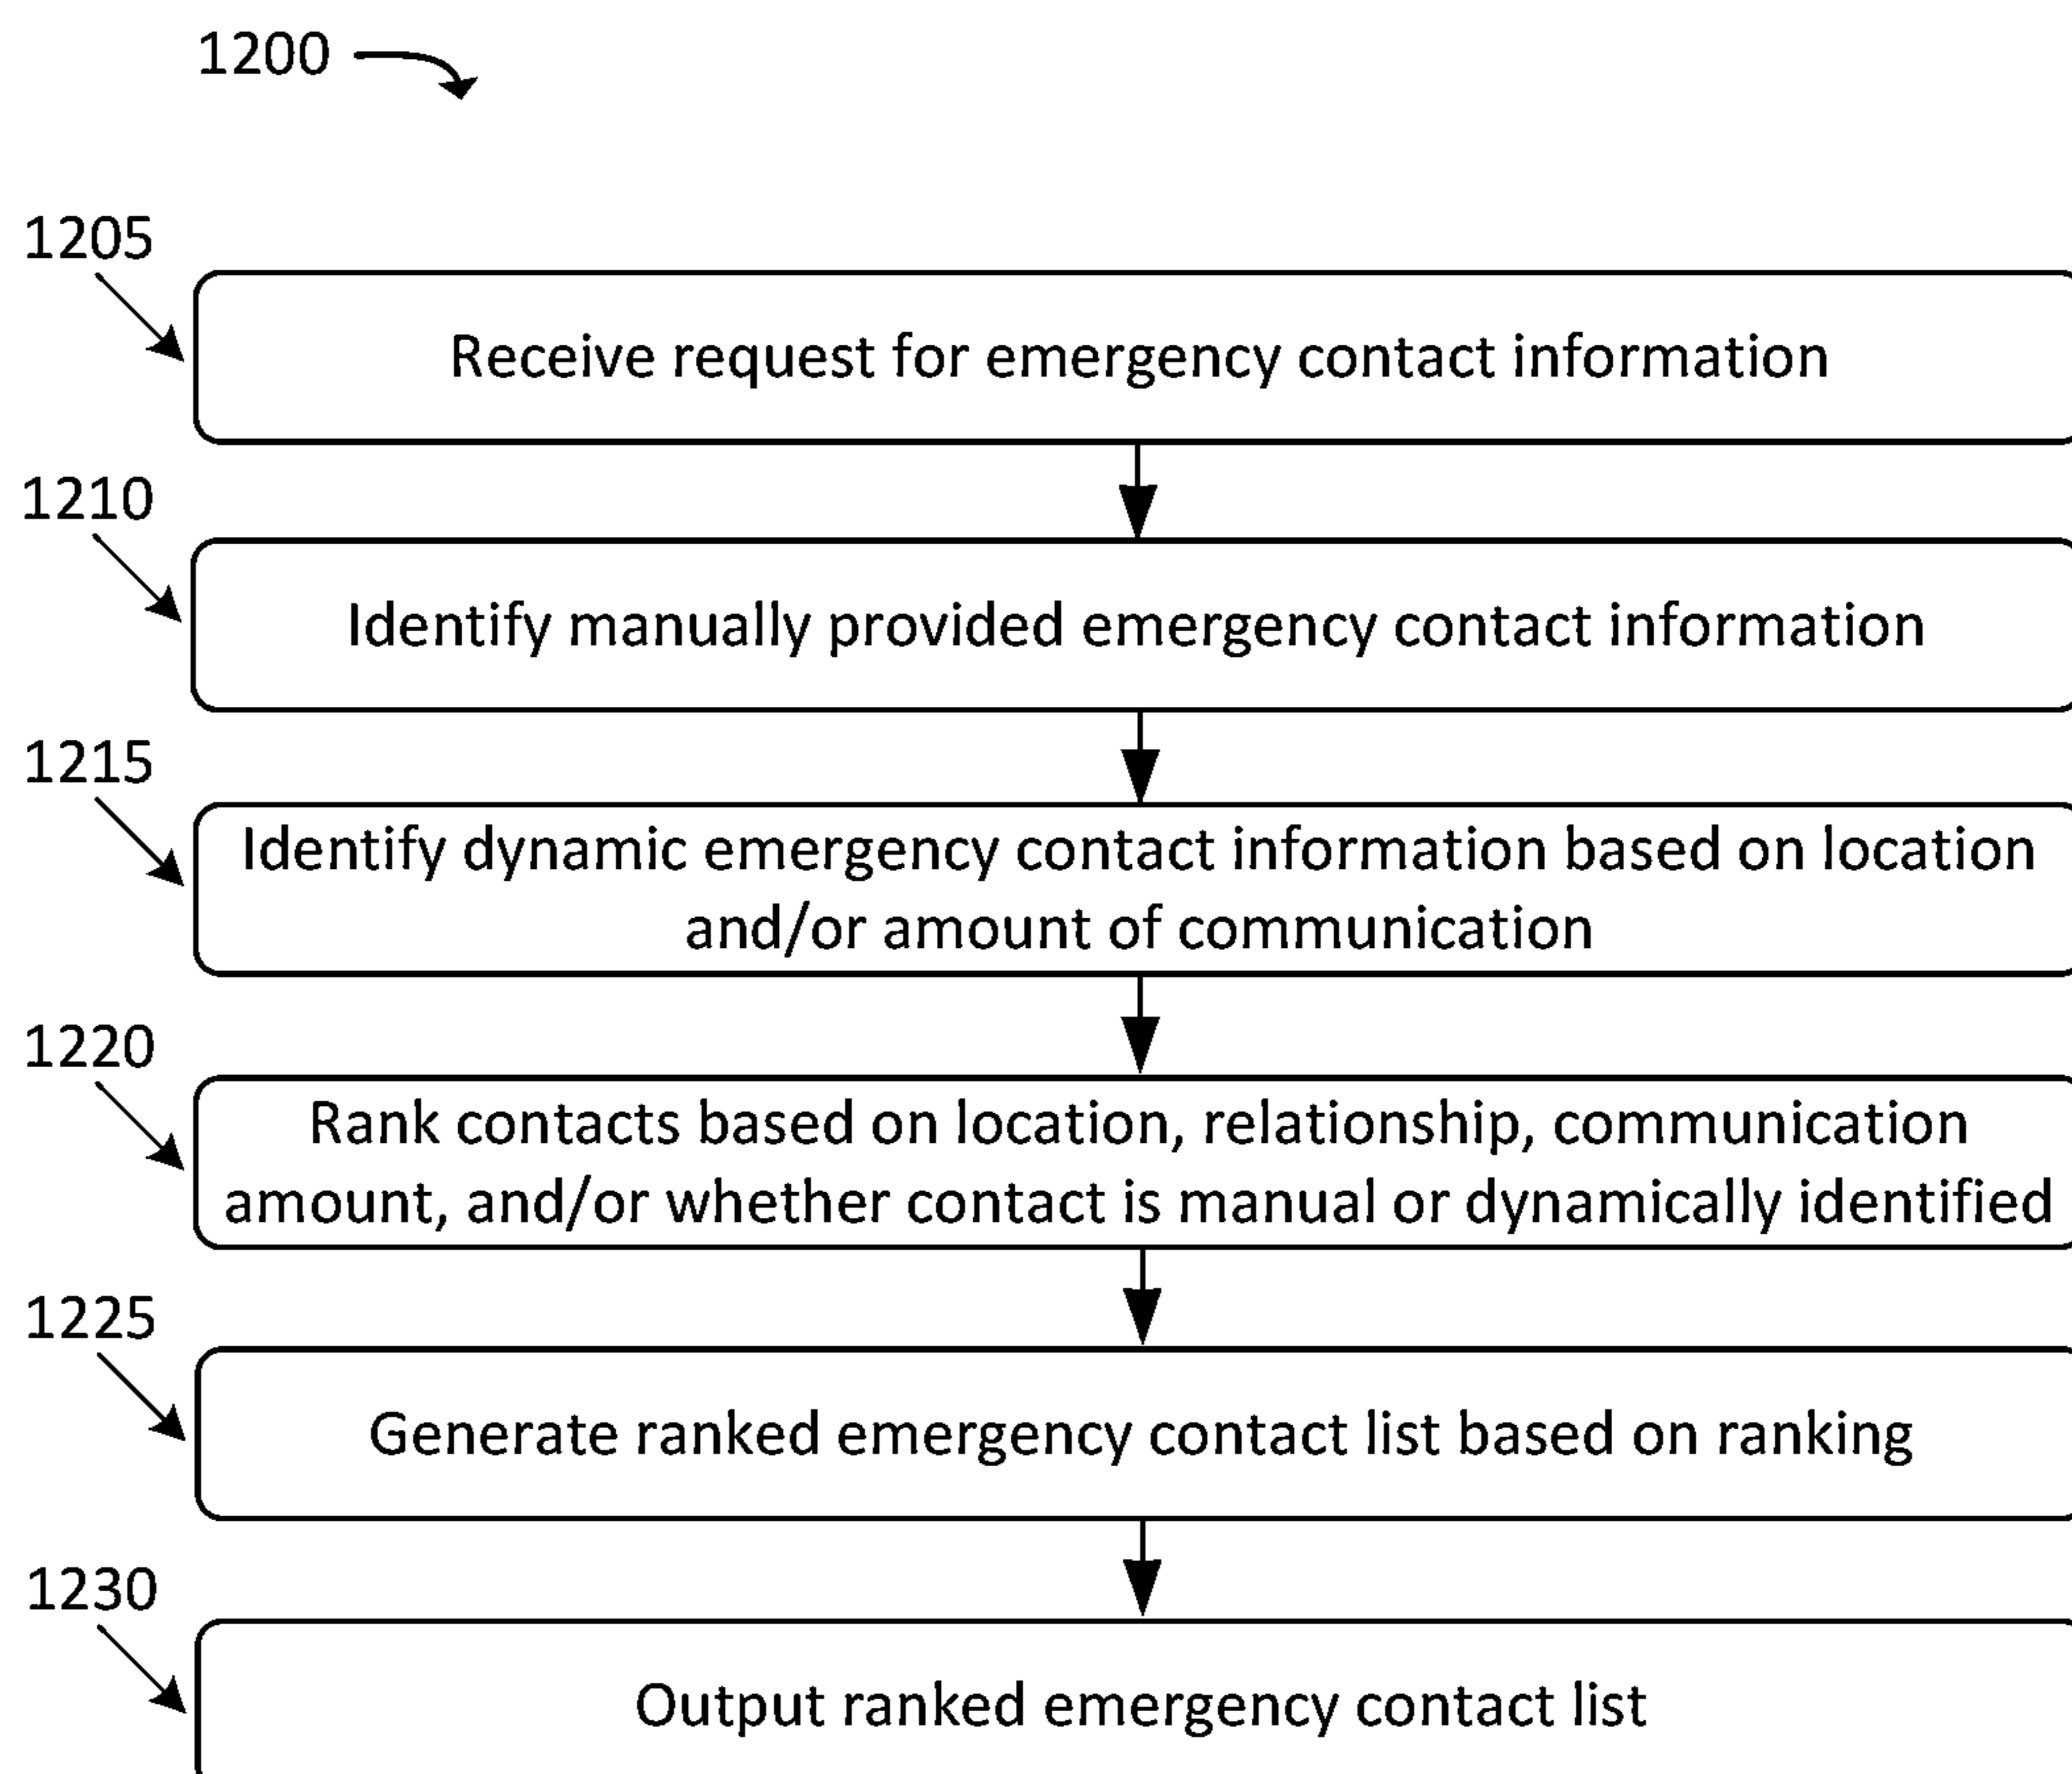 1200
1205
Receive request for emergency contact information
1210
Identify manually provided emergency contact information
1215
Identify dynamic emergency contact information based on location
and/or amount of communication
1220
Rank contacts based on location, relationship, communication
amount, and/or whether contact is manual or dynamically identified
1225
Generate ranked emergency contact list based on ranking
1230
Output ranked emergency contact list